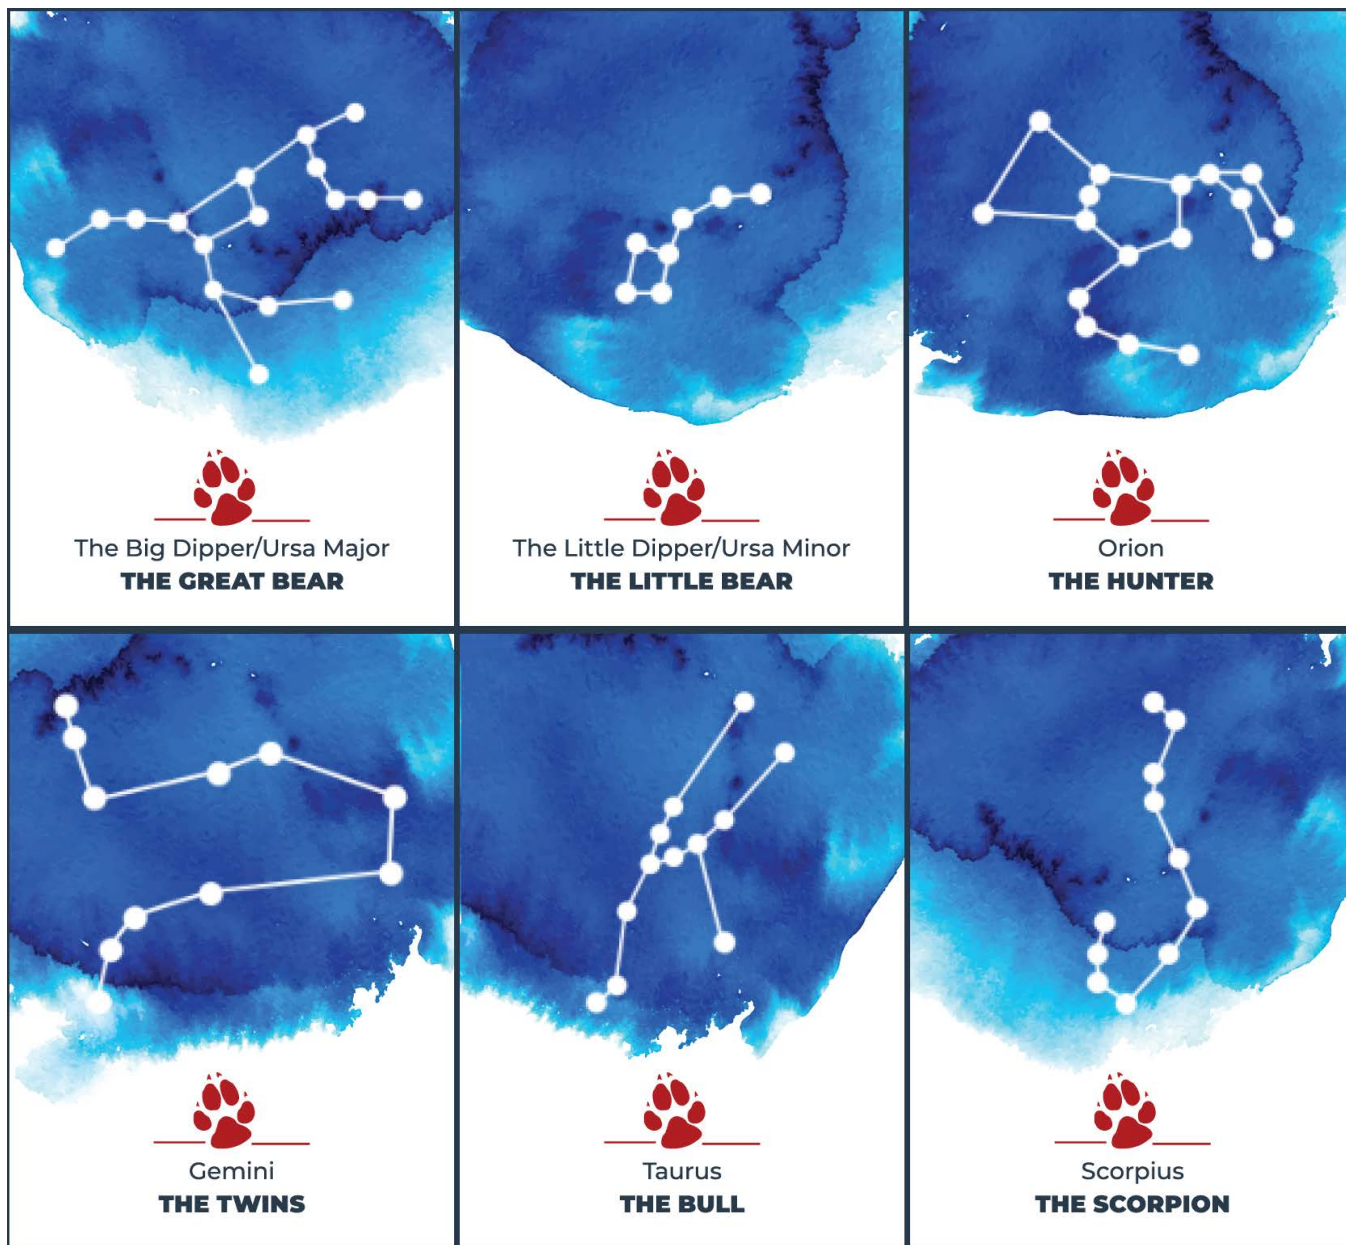 The Big Dipper/Ursa Major
THE GREAT BEAR
The Little Dipper/Ursa Minor
THE LITTLE BEAR
Orion
THE HUNTER
Gemini
THE TWINS
Taurus
THE BULL
Scorpius
THE SCORPION